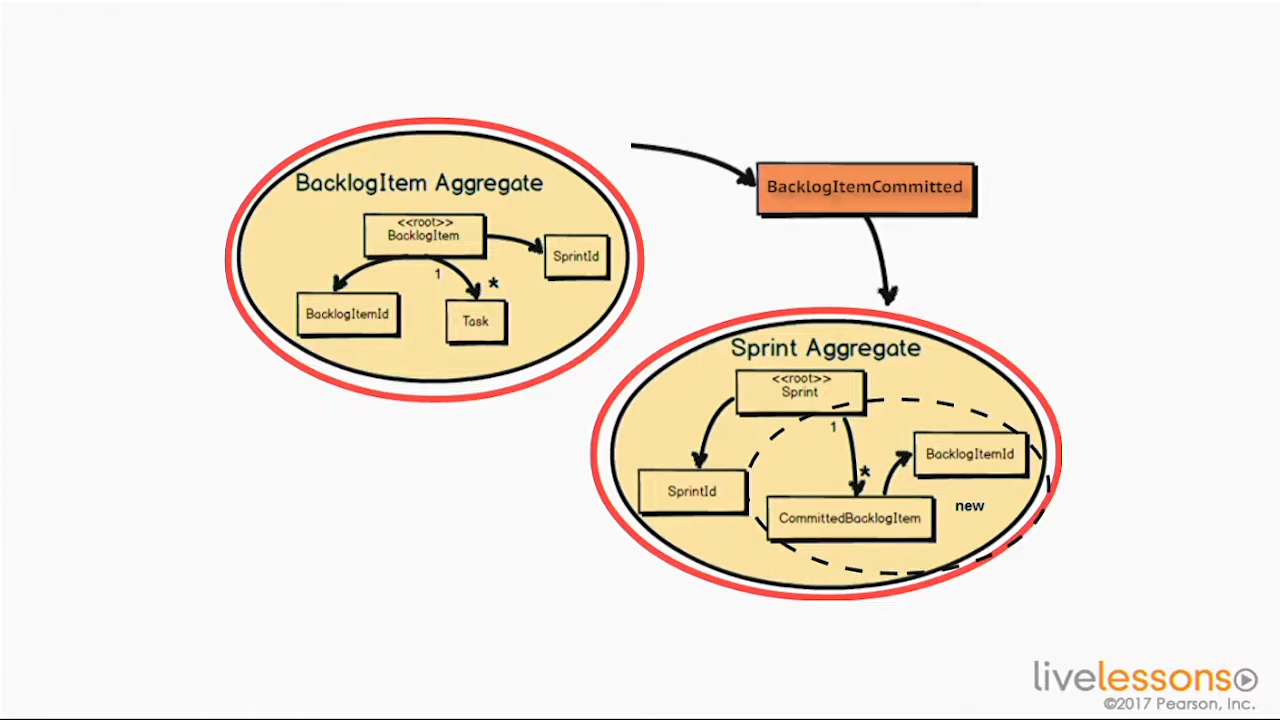 BacklogItem Aggregate
<<root>>
BacklogItem
SprintId
1
*
BacklogItemId
Task
BacklogItemCommitted
Sprint Aggregate
<<root>>
Sprint
1
*
BacklogItemId
SprintId
new
CommittedBacklogItem
livelessons
©2017 Pearson, Inc.